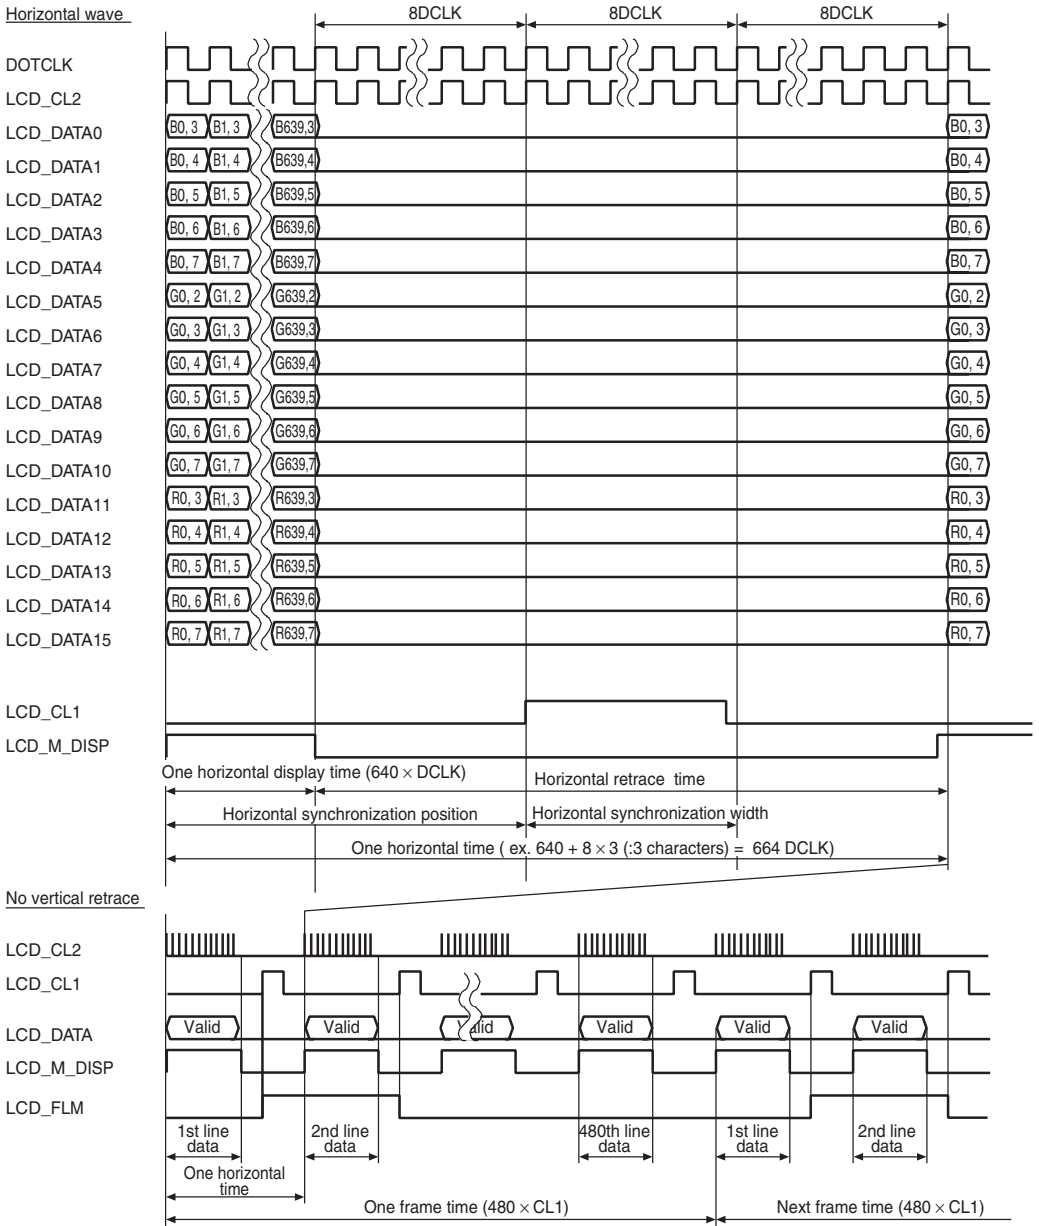 Horizontal wave
8DCLK 8DCLK 8DCLK
DOTCLK
LCD_CL2
LCD_DATA0 B0, 3 B1, 3 B639,3 B0, 3
LCD_DATA1 B0, 4 B1, 4 B639,4 B0, 4
LCD_DATA2 B0, 5 B1, 5 B639,5 B0, 5
LCD_DATA3 B0, 6 B1, 6 B639,6 B0, 6
LCD_DATA4 B0, 7 B1, 7 B639,7 B0, 7
LCD_DATA5 G0, 2 G1, 2 G639,2 G0, 2
LCD_DATA6 G0, 3 G1, 3 G639,3 G0, 3
LCD_DATA7 G0, 4 G1, 4 G639,4 G0, 4
LCD_DATA8 G0, 5 G1, 5 G639,5 G0, 5
LCD_DATA9 G0, 6 G1, 6 G639,6 G0, 6
LCD_DATA10 G0, 7 G1, 7 G639,7 G0, 7
LCD_DATA11 R0, 3 R1, 3 R639,3 R0, 3
LCD_DATA12 R0, 4 R1, 4 R639,4 R0, 4
LCD_DATA13 R0, 5 R1, 5 R639,5 R0, 5
LCD_DATA14 R0, 6 R1, 6 R639,6 R0, 6
LCD_DATA15 R0, 7 R1, 7 R639,7 R0, 7
LCD_CL1
LCD_M_DISP
One horizontal display time (640 × DCLK)
Horizontal retrace time
Horizontal synchronization position
Horizontal synchronization width
One horizontal time ( ex. 640 + 8 × 3 (:3 characters) = 664 DCLK)
No vertical retrace
LCD_CL2
LCD_CL1
LCD_DATA Valid Valid Valid Valid Valid Valid
LCD_M_DISP
LCD_FLM
1st line data
2nd line data
480th line data
1st line data
2nd line data
One horizontal time
One frame time (480 × CL1)
Next frame time (480 × CL1)